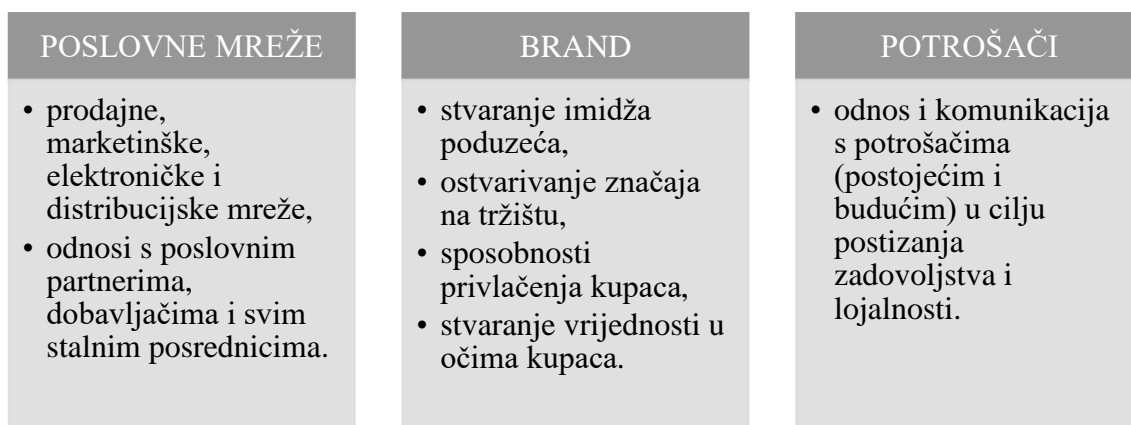 POSLOVNE MREŽE
• prodajne,
marketinške,
elektroničke i
distribucijske mreže,
• odnosi s poslovnim
partnerima,
dobavljačima i svim
stalnim posrednicima.
BRAND
• stvaranje imidža
poduzeća,
• ostvarivanje značaja
na tržištu,
• sposobnosti
privlačenja kupaca,
• stvaranje vrijednosti u
očima kupaca.
POTROŠAČI
• odnos i komunikacija
s potrošačima
(postojećim i
budućim) u cilju
postizanja
zadovoljstva i
lojalnosti.